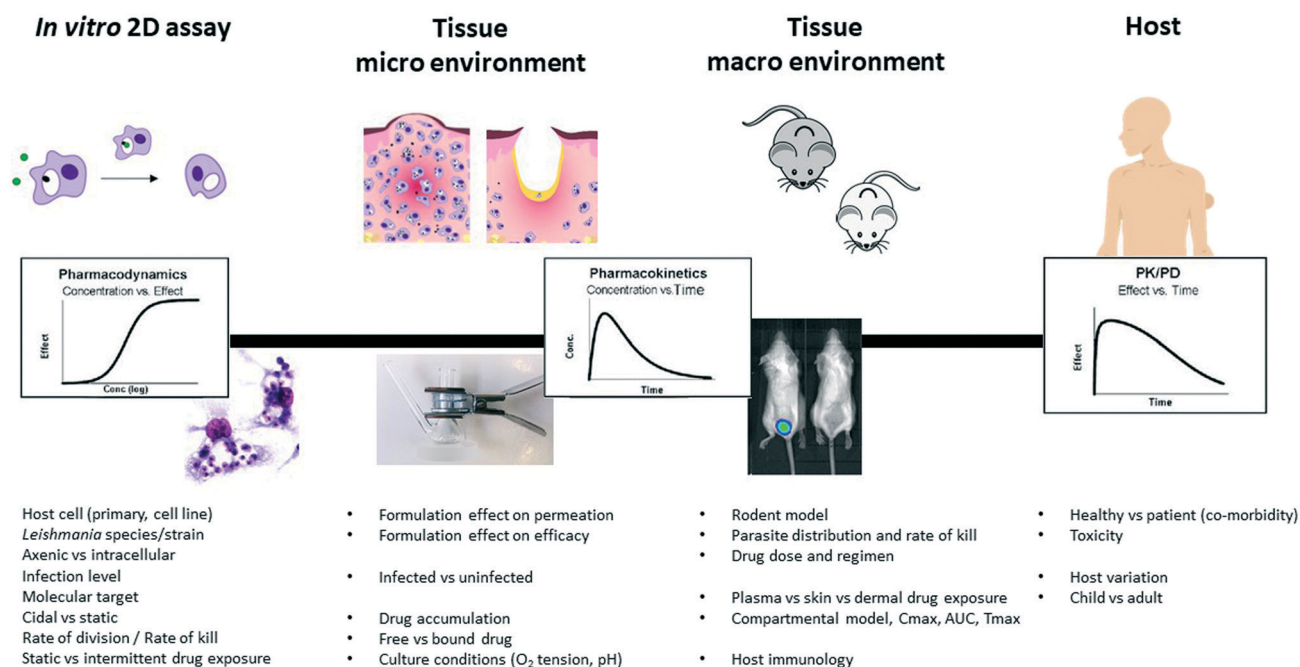 In vitro 2D assay
Tissue
micro environment
Tissue
macro environment
Host
Pharmacodynamics
Concentration vs. Effect
Effect
Conc (log)
Pharmacokinetics
Concentration vs.Time
Conc.
Time
PK/PD
Effect vs. Time
Effect
Time
Host cell (primary, cell line)
Leishmania species/strain
Axenic vs intracellular
Infection level
Molecular target
Cidal vs static
Rate of division / Rate of kill
Static vs intermittent drug exposure
• Formulation effect on permeation
• Formulation effect on efficacy
• Infected vs uninfected
• Drug accumulation
• Free vs bound drug
• Culture conditions (O₂ tension, pH)
• Rodent model
• Parasite distribution and rate of kill
• Drug dose and regimen
• Plasma vs skin vs dermal drug exposure
• Compartmental model, Cmax, AUC, Tmax
• Host immunology
• Healthy vs patient (co-morbidity)
• Toxicity
• Host variation
• Child vs adult